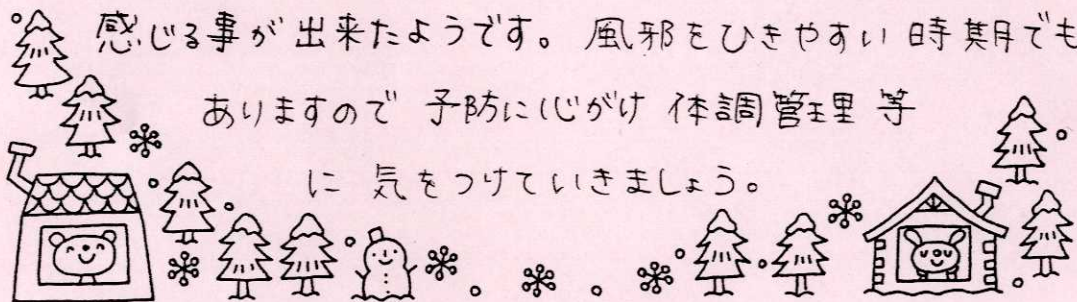 感じる事が出来たようです。風邪をひきやすい時期でも
ありますので 予防に心がけ 体調管理等
に気をつけていきましょう。